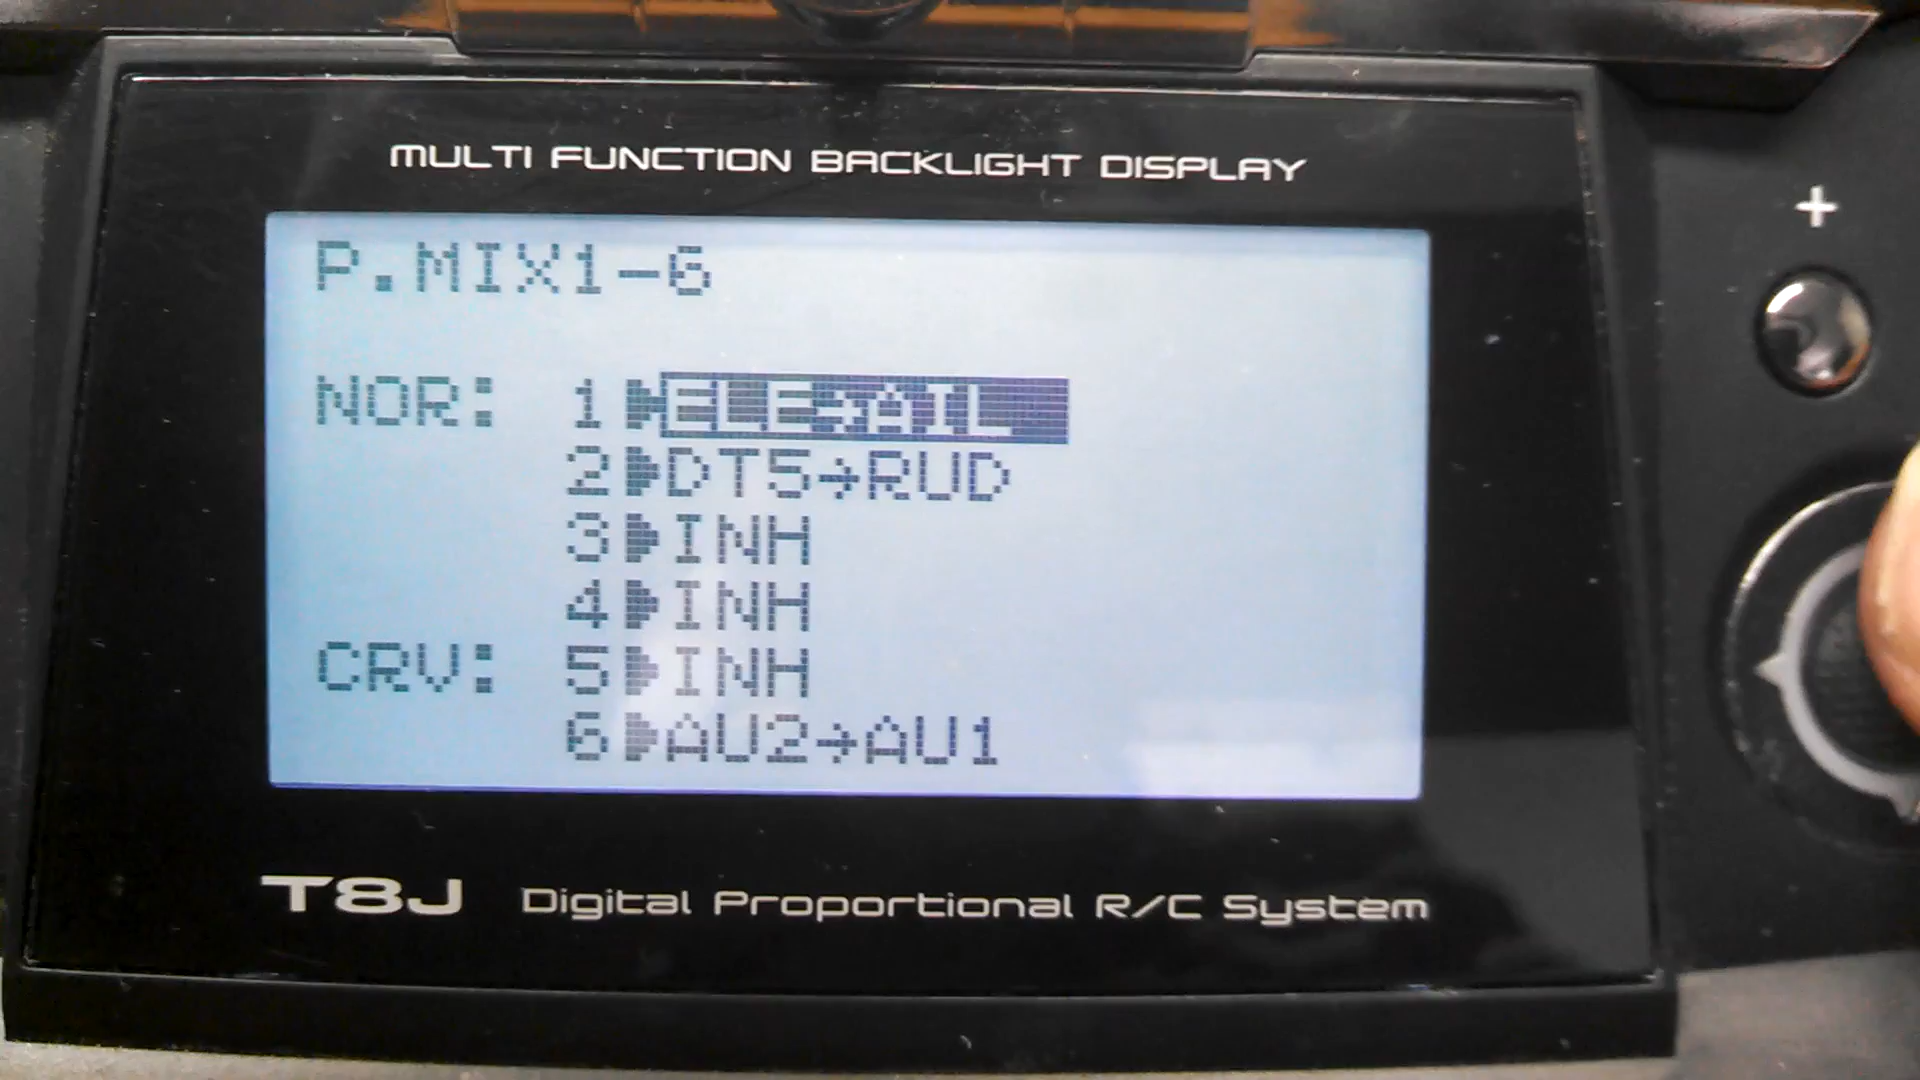 MULTI FUNCTION BACKLIGHT DISPLAY
+
P.MIX1-6
NOR: 1▶ELE→AIL
2▶DT5→RUD
3▶INH
4▶INH
CRV: 5▶INH
6▶AU2→AU1
T8J Digital Proportional R/C System